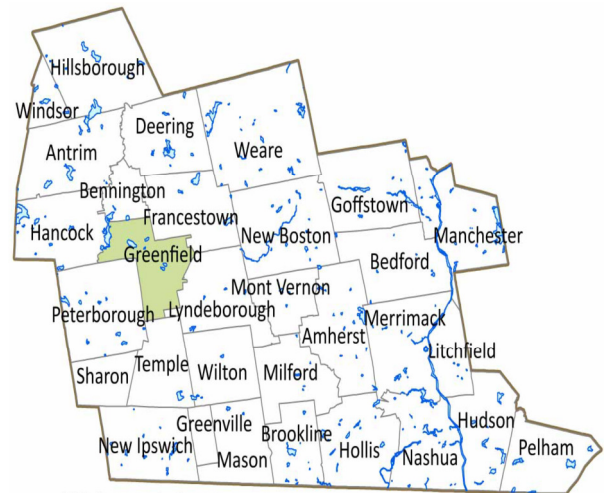 Hillsborough
Windsor
Deering
Antrim
Weare
Bennington
Francestown
Goffstown
Hancock
New Boston
Manchester
Greenfield
Bedford
Mont Vernon
Peterborough
Lyndeborough
Merrimack
Amherst
Litchfield
Temple
Sharon
Wilton
Milford
Hudson
Greenville
New Ipswich
Brookline
Hollis
Pelham
Mason
Nashua